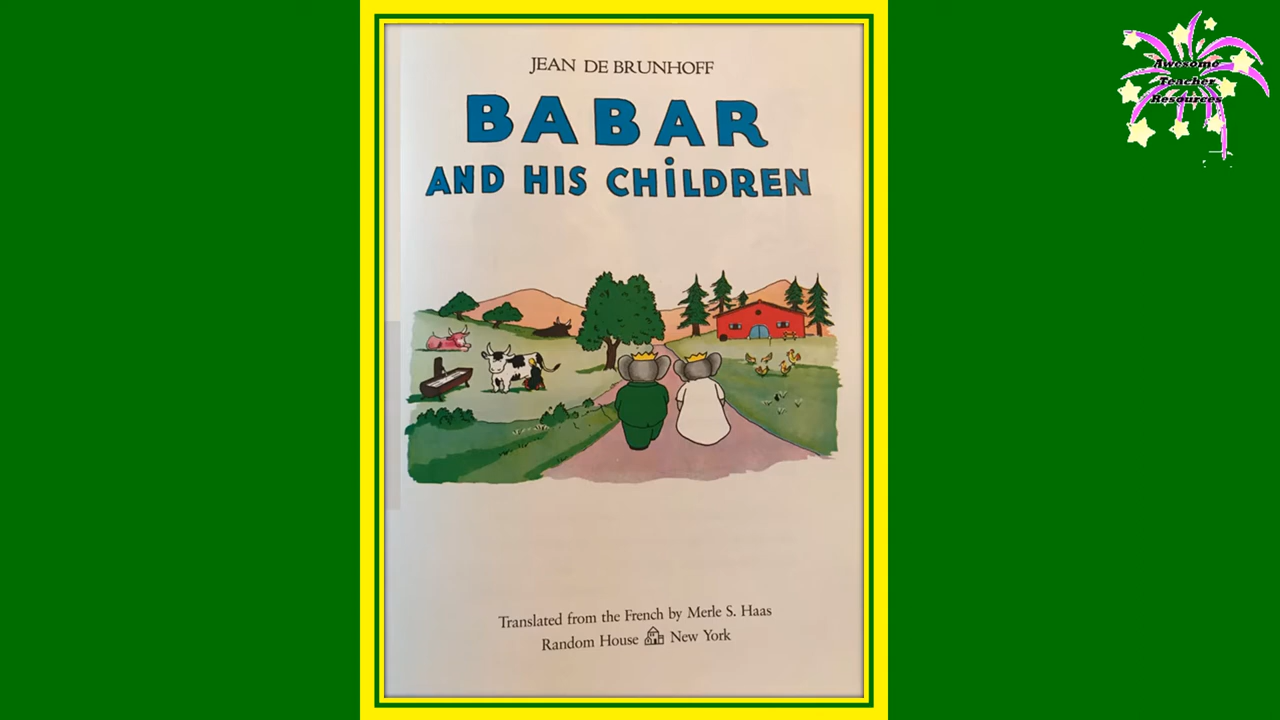 JEAN DE BRUNHOFF
BABAR
AND HIS CHiLDREN
Translated from the French by Merle S. Haas
Random House New York
Awesome
Teacher
Resources